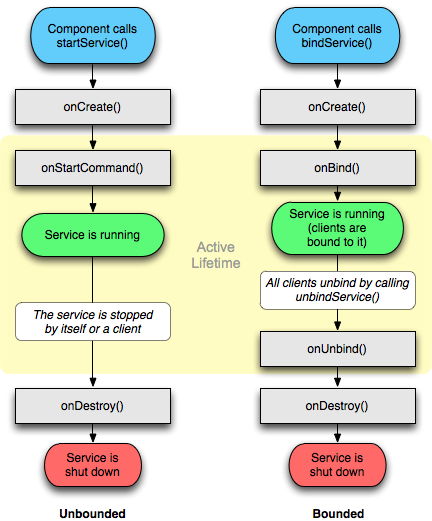 Component calls
startService()
onCreate()
onStartCommand()
Service is running
The service is stopped
by itself or a client
onDestroy()
Service is
shut down
Unbounded
Active
Lifetime
Component calls
bindService()
onCreate()
onBind()
Service is running
(clients are
bound to it)
All clients unbind by calling
unbindService()
onUnbind()
onDestroy()
Service is
shut down
Bounded